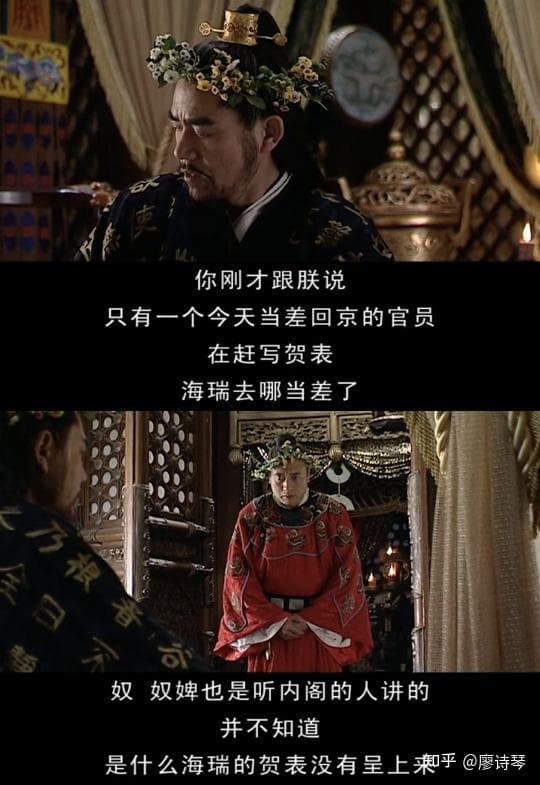 你刚才跟朕说
只有一个今天当差回京的官员
在赶写贺表
海瑞去哪当差了
奴 奴婢也是听内阁的人讲的
并不知道
是什么海瑞的贺表没有呈上来
知乎 @廖诗琴